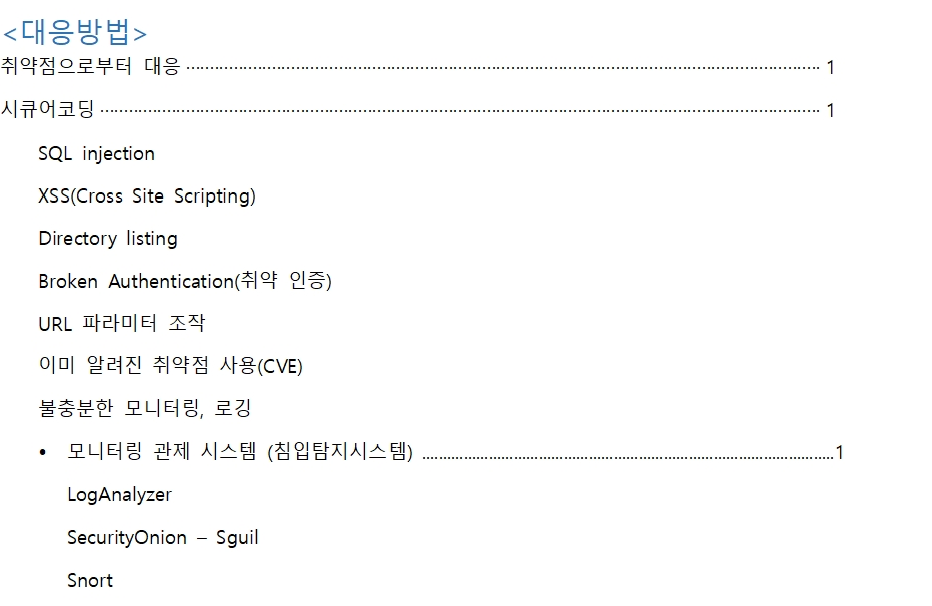 <대응방법>
취약점으로부터 대응 ········································································································ 1
시큐어코딩 ························································································································ 1
SQL injection
XSS(Cross Site Scripting)
Directory listing
Broken Authentication(취약 인증)
URL 파라미터 조작
이미 알려진 취약점 사용(CVE)
불충분한 모니터링, 로깅
• 모니터링 관제 시스템 (침입탐지시스템) ....................................................................................................1
LogAnalyzer
SecurityOnion – Sguil
Snort